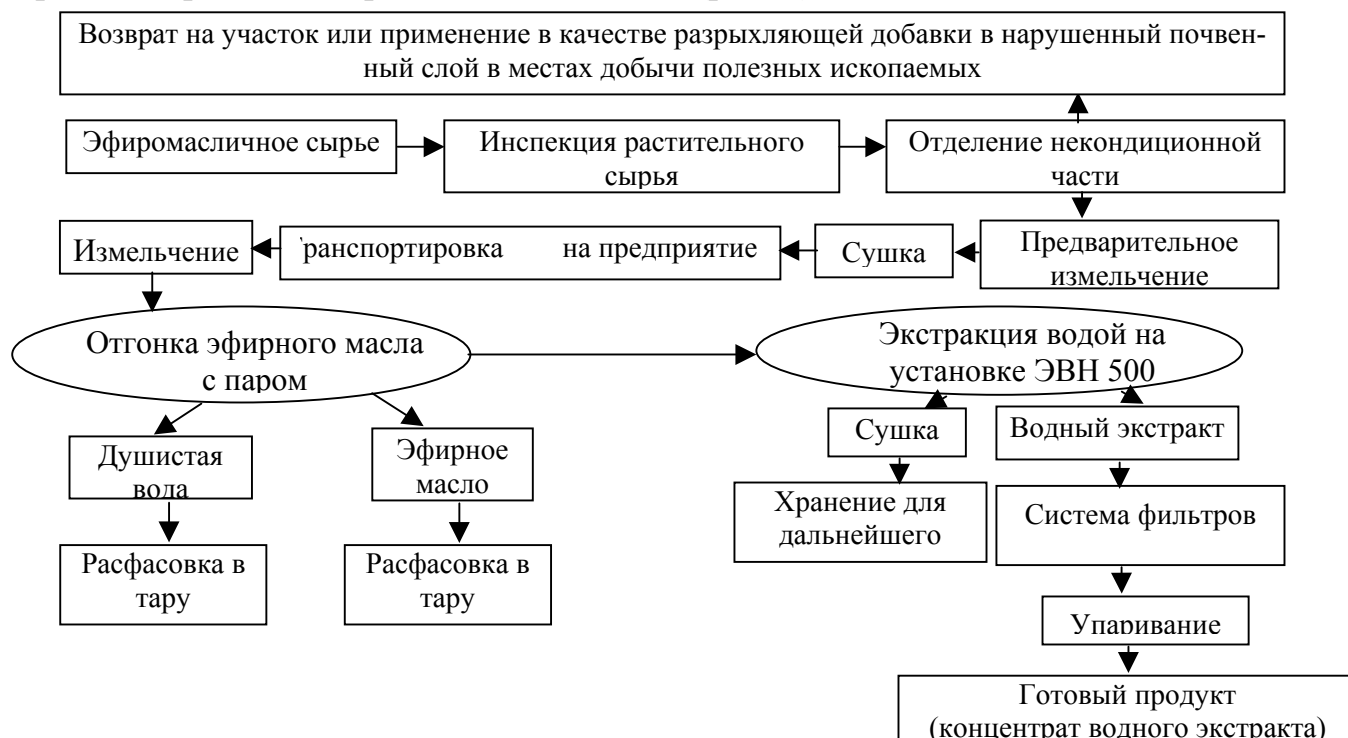 Возврат на участок или применение в качестве разрыхляющей добавки в нарушенный почвен-
ный слой в местах добычи полезных ископаемых
Эфиромасличное сырье
Инспекция растительного
сырья
Отделение некондиционной
части
Измельчение
ранспортировка на предприятие
Сушка
Предварительное
измельчение
Отгонка эфирного масла
с паром
Экстракция водой на
установке ЭВН 500
Душистая
вода
Эфирное
масло
Сушка
Водный экстракт
Расфасовка в
тару
Расфасовка в
тару
Хранение для
дальнейшего
Система фильтров
Упаривание
Готовый продукт
(концентрат водного экстракта)